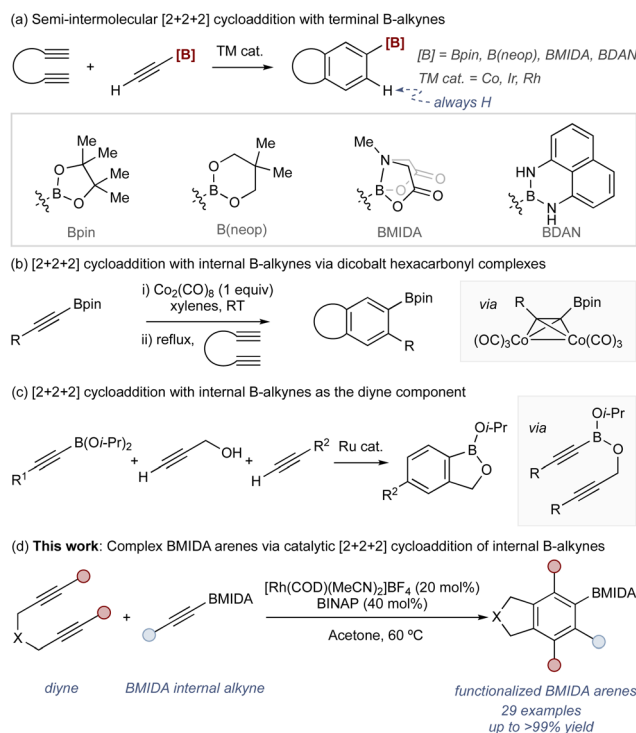 (a) Semi-intermolecular [2+2+2] cycloaddition with terminal B-alkynes
+
H
[B]
TM cat.
[B]
H
always H
[B] = Bpin, B(neop), BMIDA, BDAN
TM cat. = Co, Ir, Rh
Me
Me
Me
Me
O
O
B
Bpin
Me
Me
O
O
B
B(neop)
Me
N
O
B
O
O
O
BMIDA
HN
B
N
H
BDAN
(b) [2+2+2] cycloaddition with internal B-alkynes via dicobalt hexacarbonyl complexes
Bpin
R
i) Co2(CO)8 (1 equiv)
xylenes, RT
ii) reflux,
Bpin
R
via
R
Bpin
(OC)3Co
Co(CO)3
(c) [2+2+2] cycloaddition with internal B-alkynes as the diyne component
B(Oi-Pr)2
R1
+
H
OH
+
H
R2
Ru cat.
Oi-Pr
B
O
R2
via
Oi-Pr
B
O
R
R
(d) This work: Complex BMIDA arenes via catalytic [2+2+2] cycloaddition of internal B-alkynes
X
+
BMIDA
[Rh(COD)(MeCN)2]BF4 (20 mol%)
BINAP (40 mol%)
Acetone, 60 ºC
X
BMIDA
diyne
BMIDA internal alkyne
functionalized BMIDA arenes
29 examples
up to >99% yield